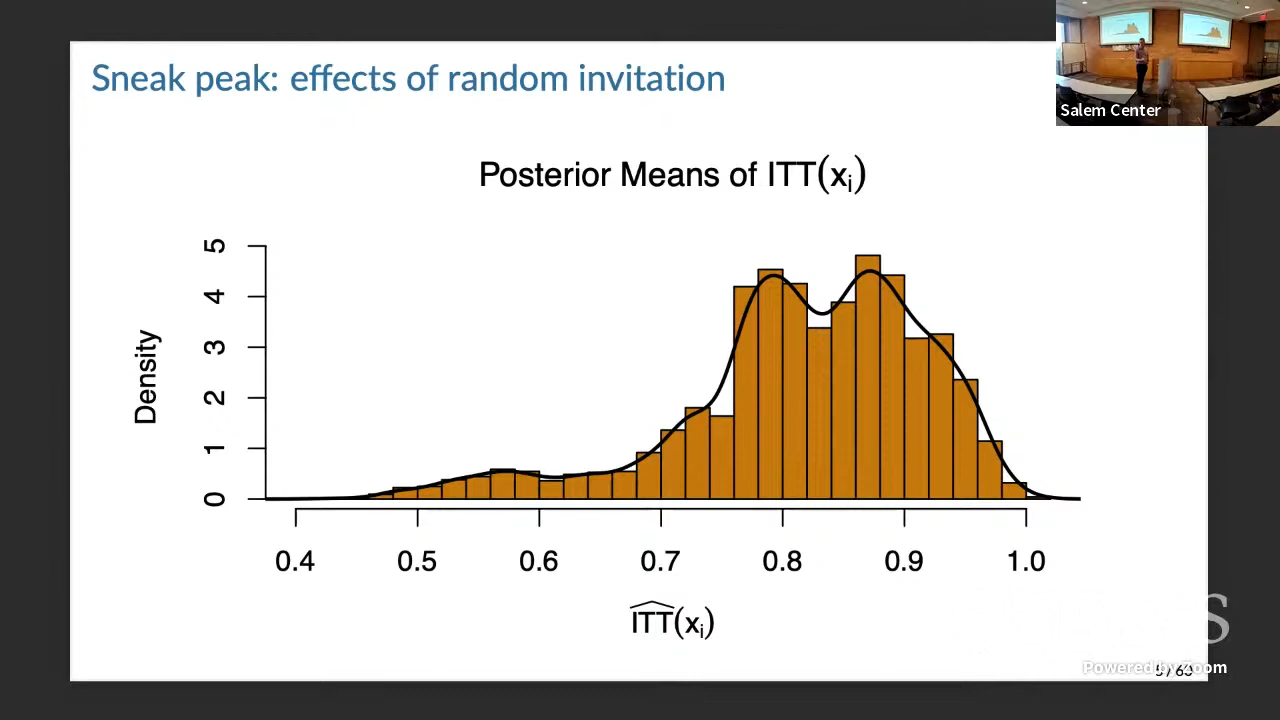 Sneak peak: effects of random invitation
Salem Center
Posterior Means of ITT(xᵢ)
Density
5
4
3
2
1
0
0.4 0.5 0.6 0.7 0.8 0.9 1.0
ITT̂(xᵢ)
S
Powered by Zoom